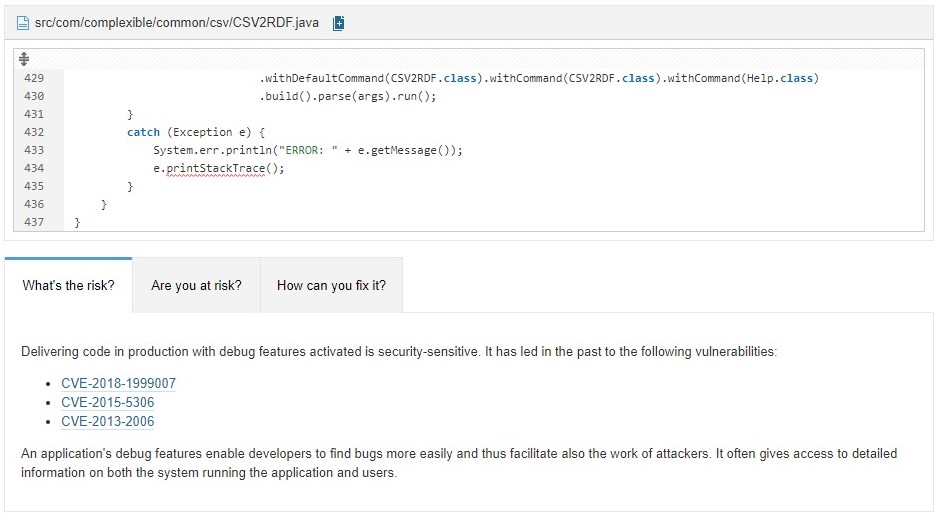 src/com/complexible/common/csv/CSV2RDF.java
429 .withDefaultCommand(CSV2RDF.class).withCommand(CSV2RDF.class).withCommand(Help.class)
430 .build().parse(args).run();
431 }
432 catch (Exception e) {
433 System.err.println("ERROR: " + e.getMessage());
434 e.printStackTrace();
435 }
436 }
437 }
What's the risk? Are you at risk? How can you fix it?
Delivering code in production with debug features activated is security-sensitive. It has led in the past to the following vulnerabilities:
• CVE-2018-1999007
• CVE-2015-5306
• CVE-2013-2006
An application's debug features enable developers to find bugs more easily and thus facilitate also the work of attackers. It often gives access to detailed
information on both the system running the application and users.